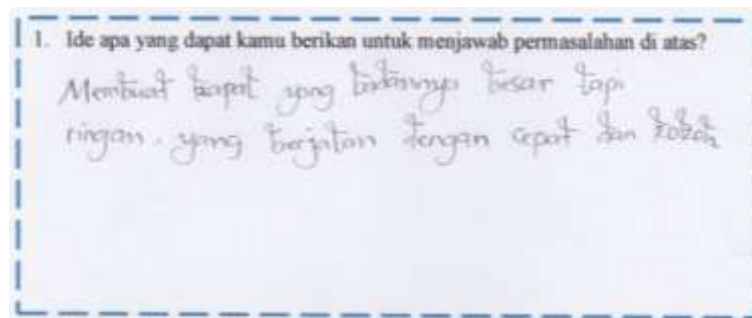 1. Ide apa yang dapat kamu berikan untuk menjawab permasalahan di atas?
Membuat kapal yang badannya besar tapi
ringan. yang berjalan dengan cepat dan kokoh